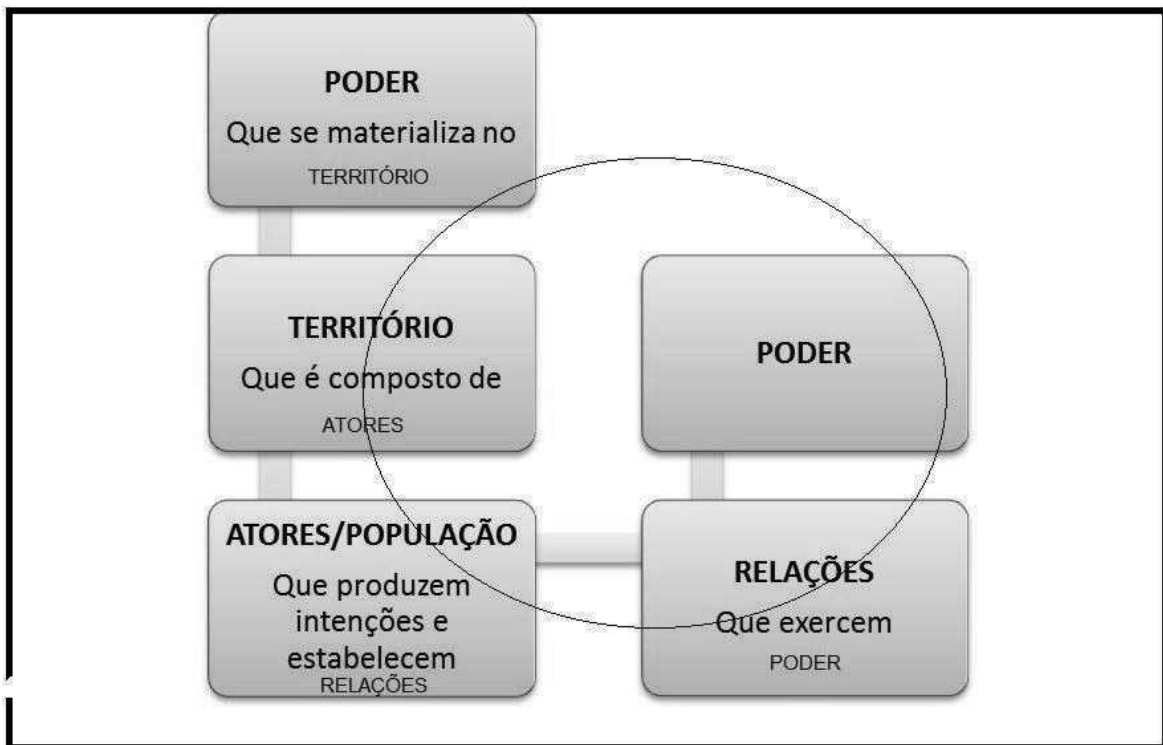 PODER
Que se materializa no
TERRITÓRIO
TERRITÓRIO
Que é composto de
ATORES
ATORES/POPULAÇÃO
Que produzem
intenções e
estabelecem
RELAÇÕES
RELAÇÕES
Que exercem
PODER
PODER